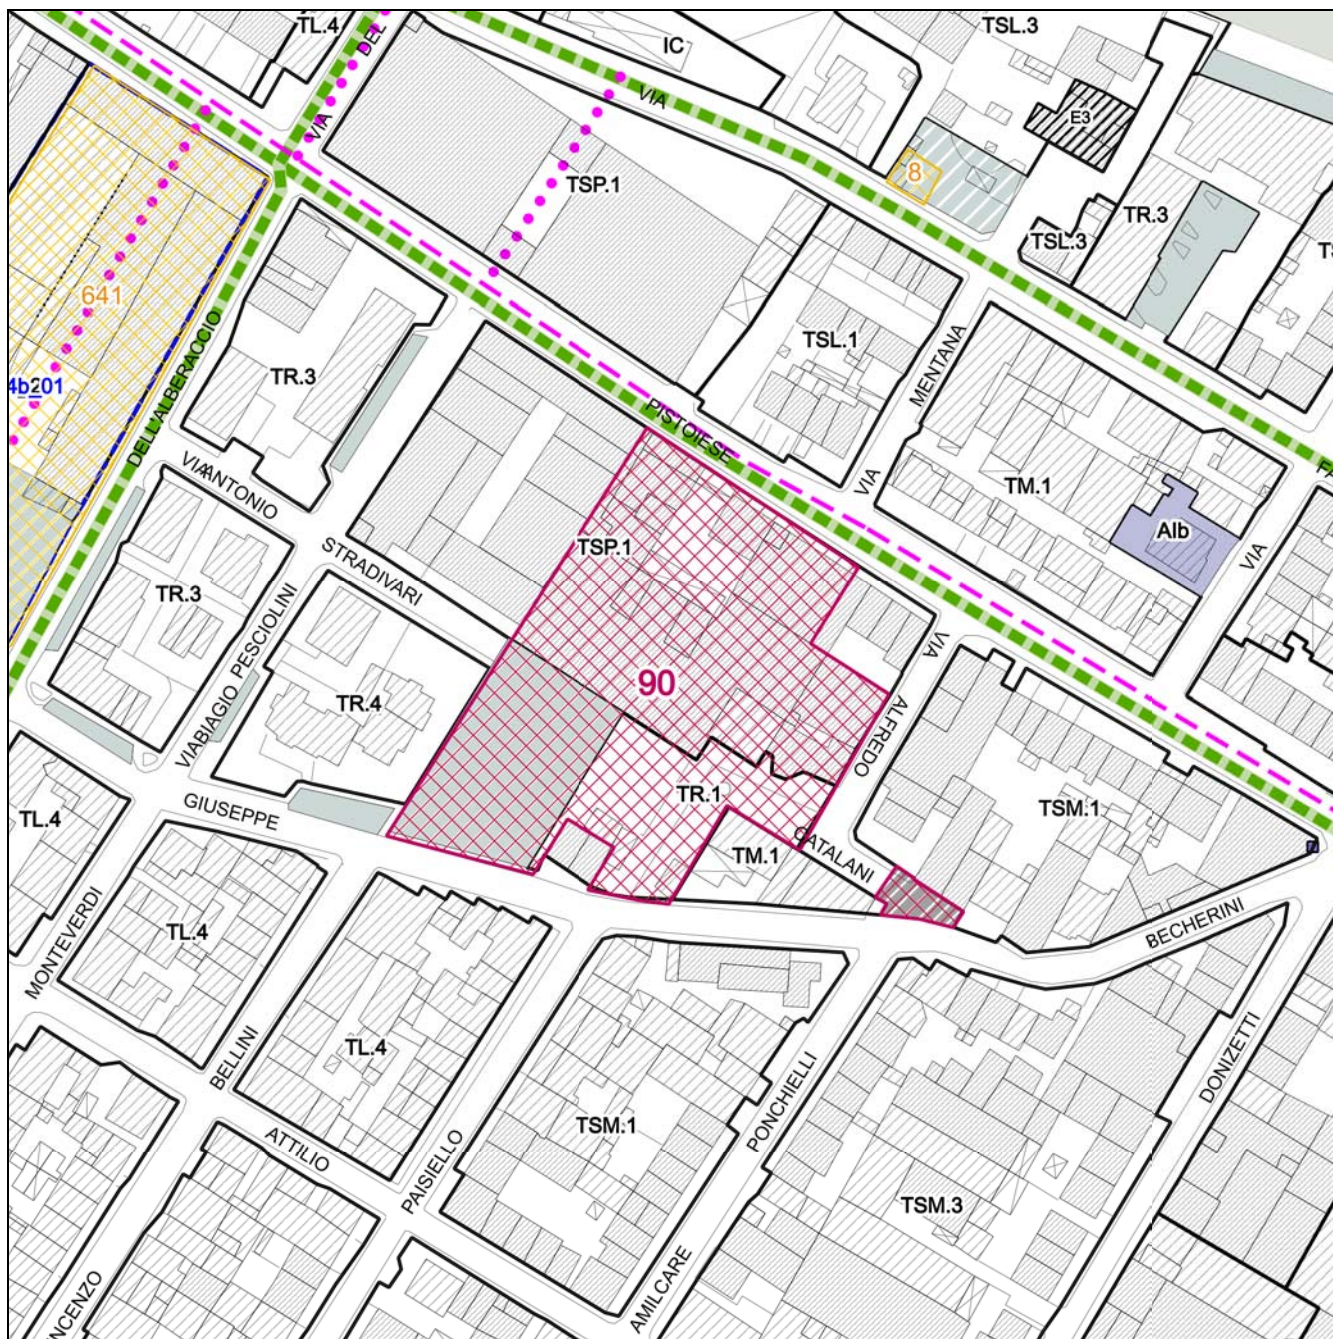 TL.4
VIA DEL
IC
VIA
TSL.3
E3
TSP.1
8
TSL.3
TR.3
641
4b_201
DELL'ALBERACCIO
TR.3
TSL.1
MENTANA
VIA
PISTOIESE
TM.1
Alb
VIA
VIA ANTONIO
STRADIVARI
TSP.1
TR.3
VIA BIAGIO PESCIOLINI
TR.4
90
VIA
ALFREDO
CATALANI
TR.1
TM.1
TSM.1
GIUSEPPE
TL.4
MONTEVERDI
TL.4
BELLINI
TL.4
BECHERINI
DONIZETTI
ATTILIO
PAISIELLO
TSM.1
PONCHIELLI
AMILCARE
TSM.3